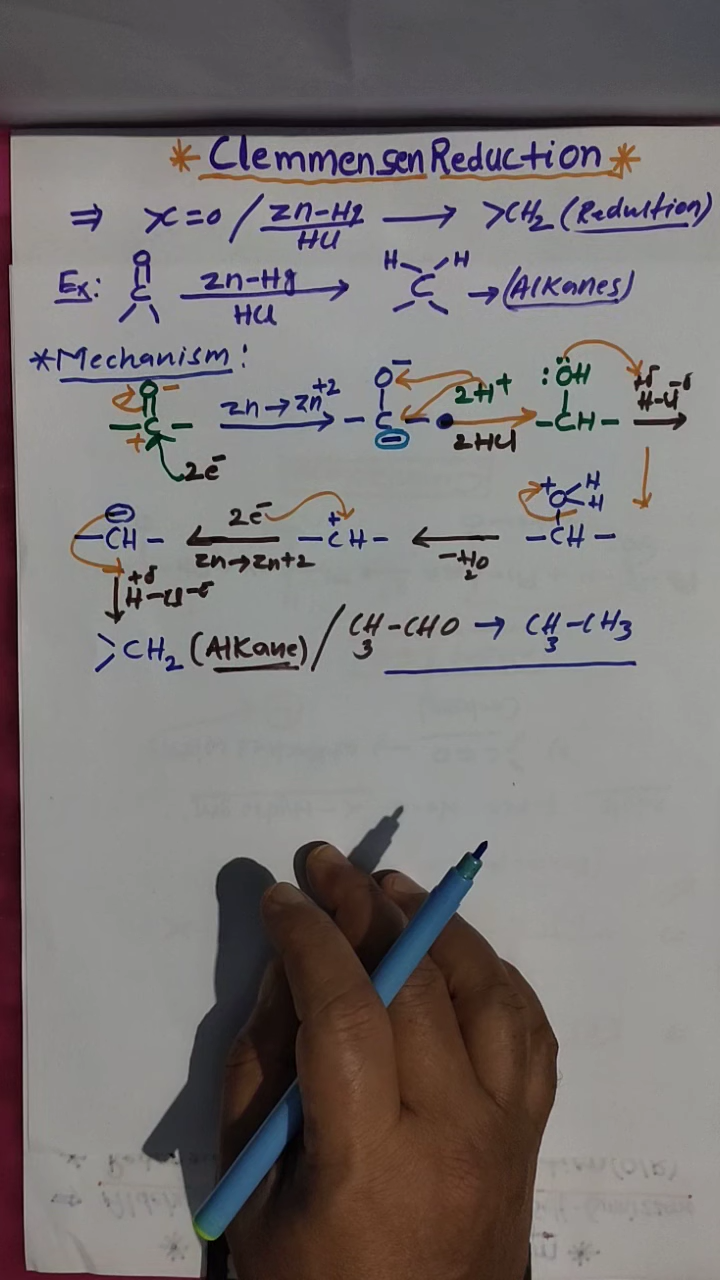 * Clemmensen Reduction *
⇒ >C=O / Zn-Hg/HCl → >CH2 (Redultion)
Ex: O=C Zn-Hg/HCl → H C H → (Alkanes)
*Mechanism:
O⁻ C + 2e⁻ Zn→Zn+2 → O⁻ -C- ⊖ 2H+ 2HCl → :ÖH -CH- +δ H-Cl -δ →
⊖ -CH- 2e⁻ ← Zn→Zn+2 + -CH- ← -H2O + O H H -CH-
↓ +δ H-Cl-δ
>CH2 (Alkane) / CH3-CHO → CH3-CH3